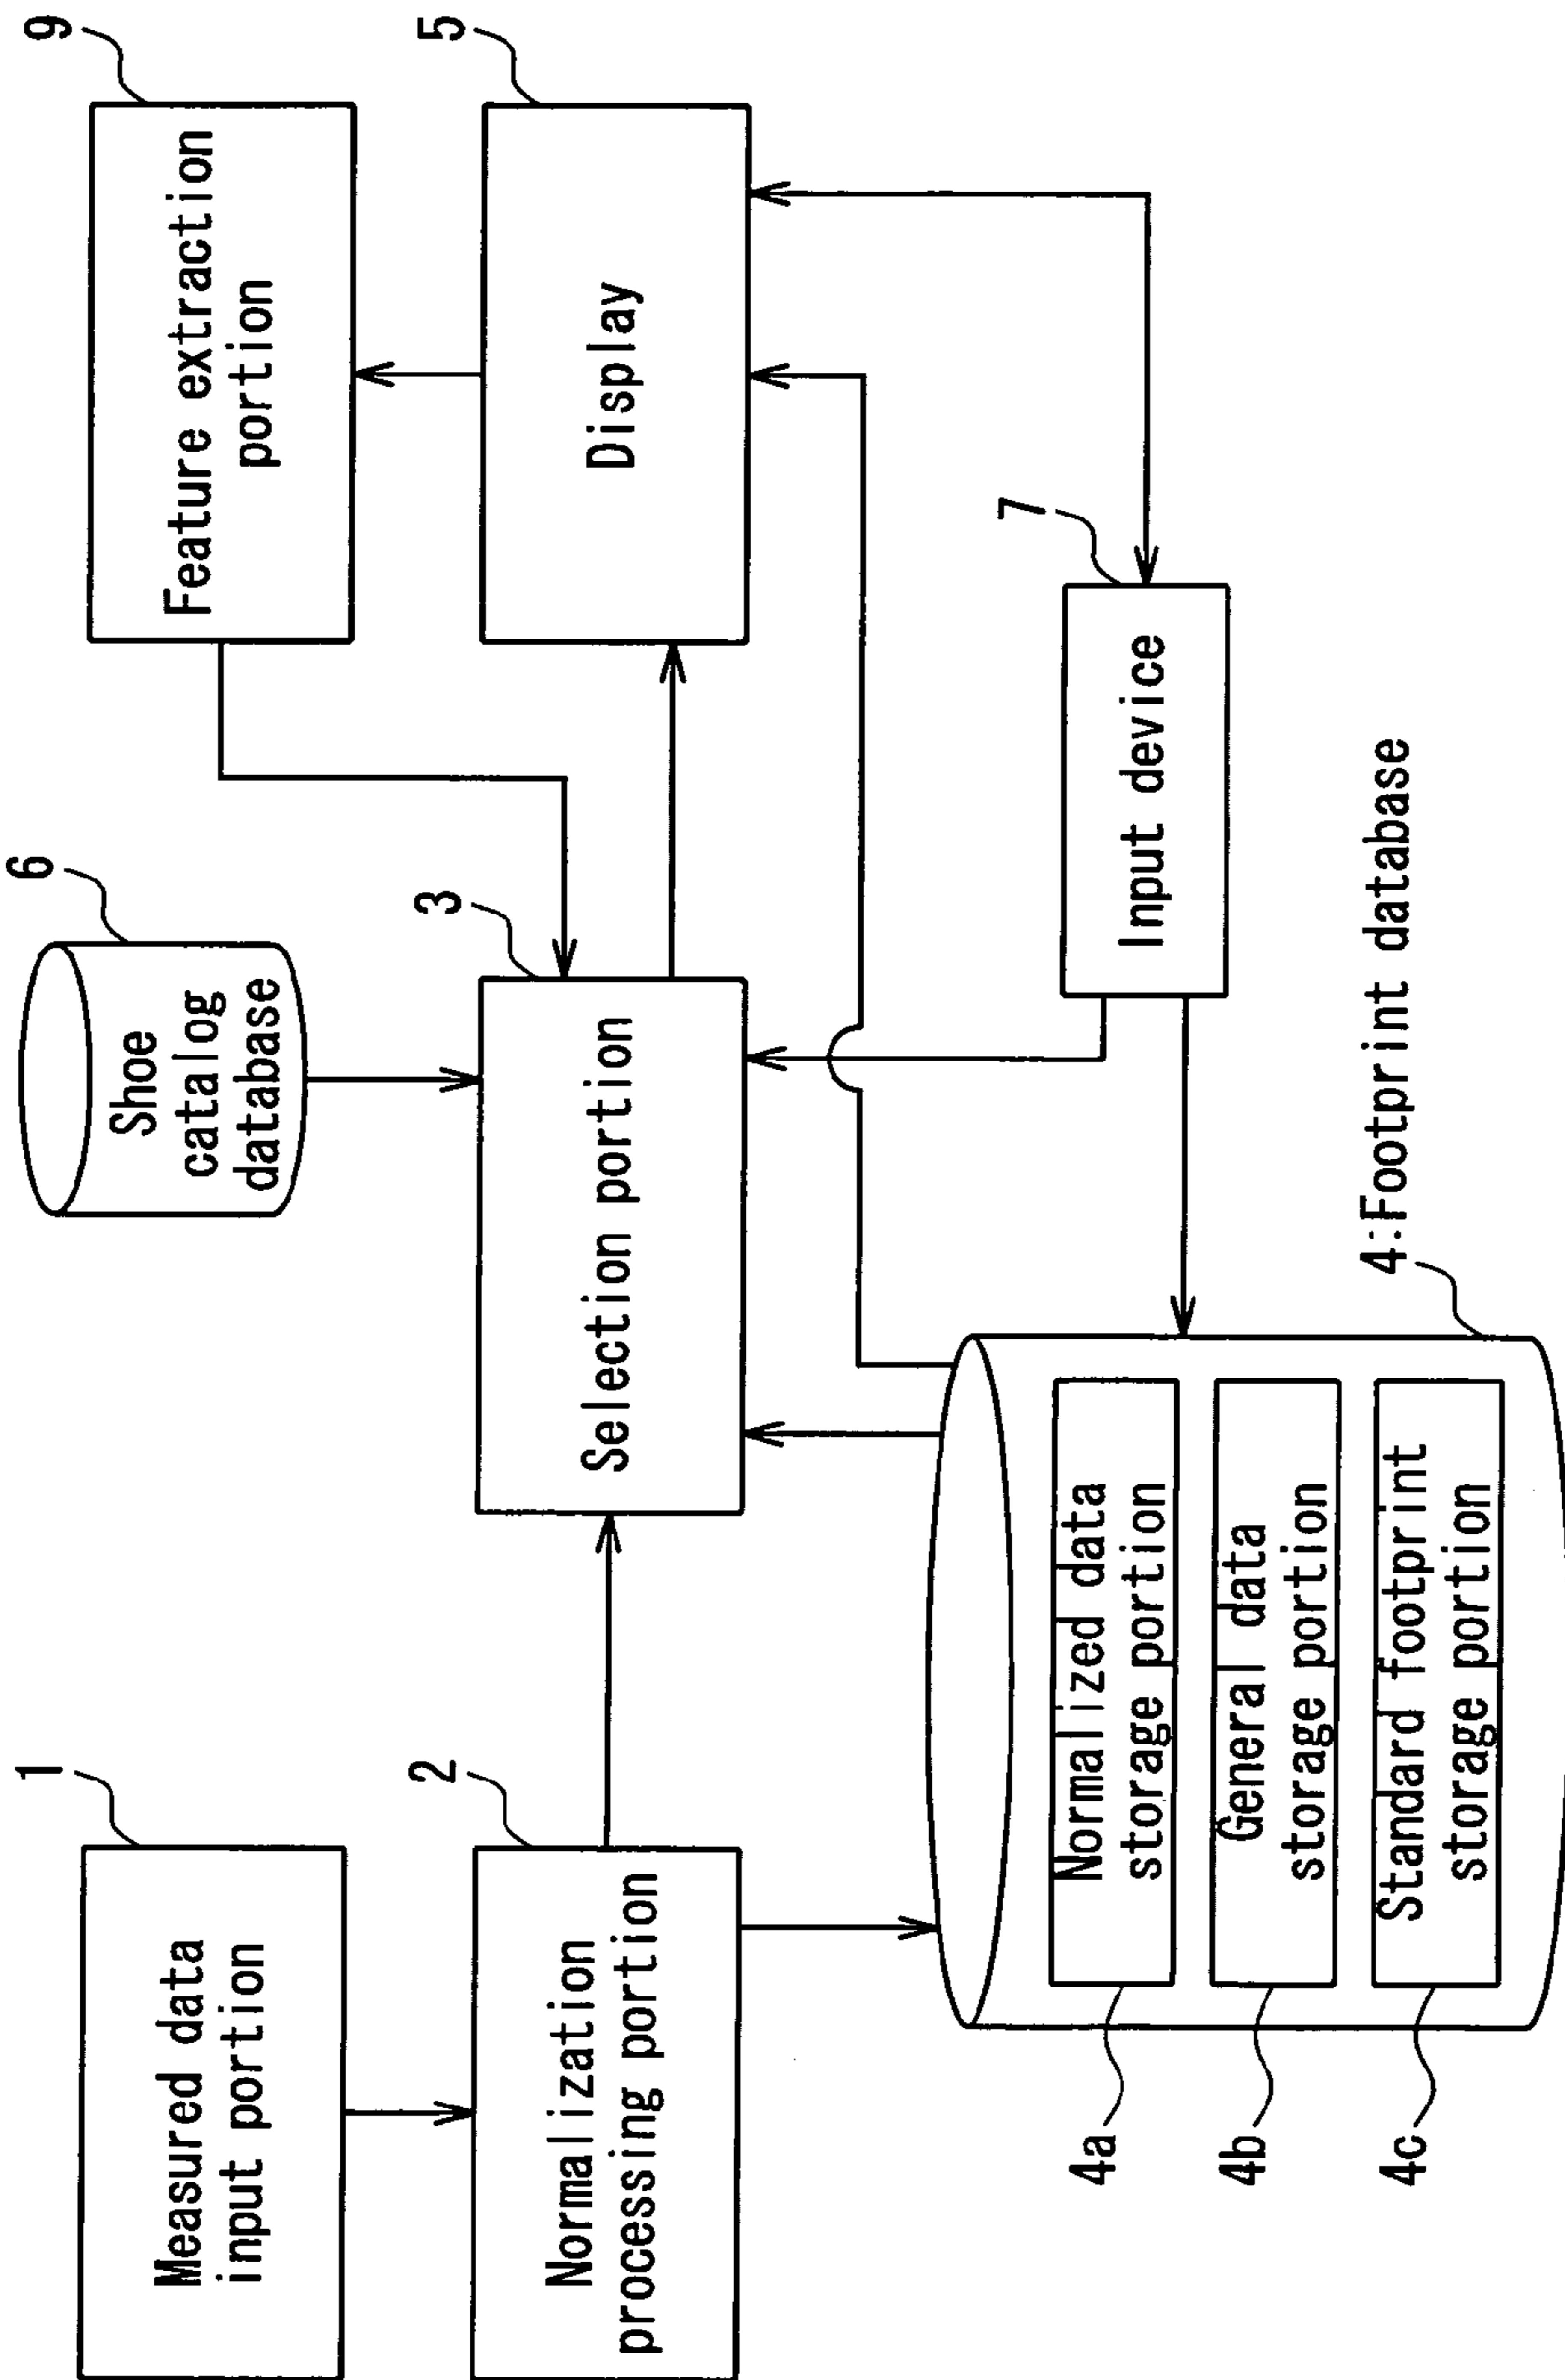 1
Measured data
input portion
2
Normalization
processing portion
6
Shoe
catalog
database
3
Selection portion
9
Feature extraction
portion
5
Display
7
Input device
4:Footprint database
4a
Normalized data
storage portion
4b
General data
storage portion
4c
Standard footprint
storage portion